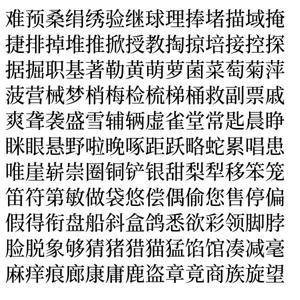 难预桑绢绣验继球理捧堵描域掩
捷排掉堆推掀授教掏掠培接控探
据掘职基著勒黄萌萝菌菜萄菊萍
菠营械梦梢梅检梳梯桶救副票戚
爽聋袭盛雪辅辆虚雀堂常匙晨睁
眯眼悬野啦晚啄距跃略蛇累唱患
唯崖崭崇圈铜铲银甜梨犁移笨笼
笛符第敏做袋悠偿偶偷您售停偏
假得衔盘船斜盒鸽悉欲彩领脚脖
脸脱象够猜猪猎猫猛馅馆凑减毫
麻痒痕廊康庸鹿盗章竟商族旋望